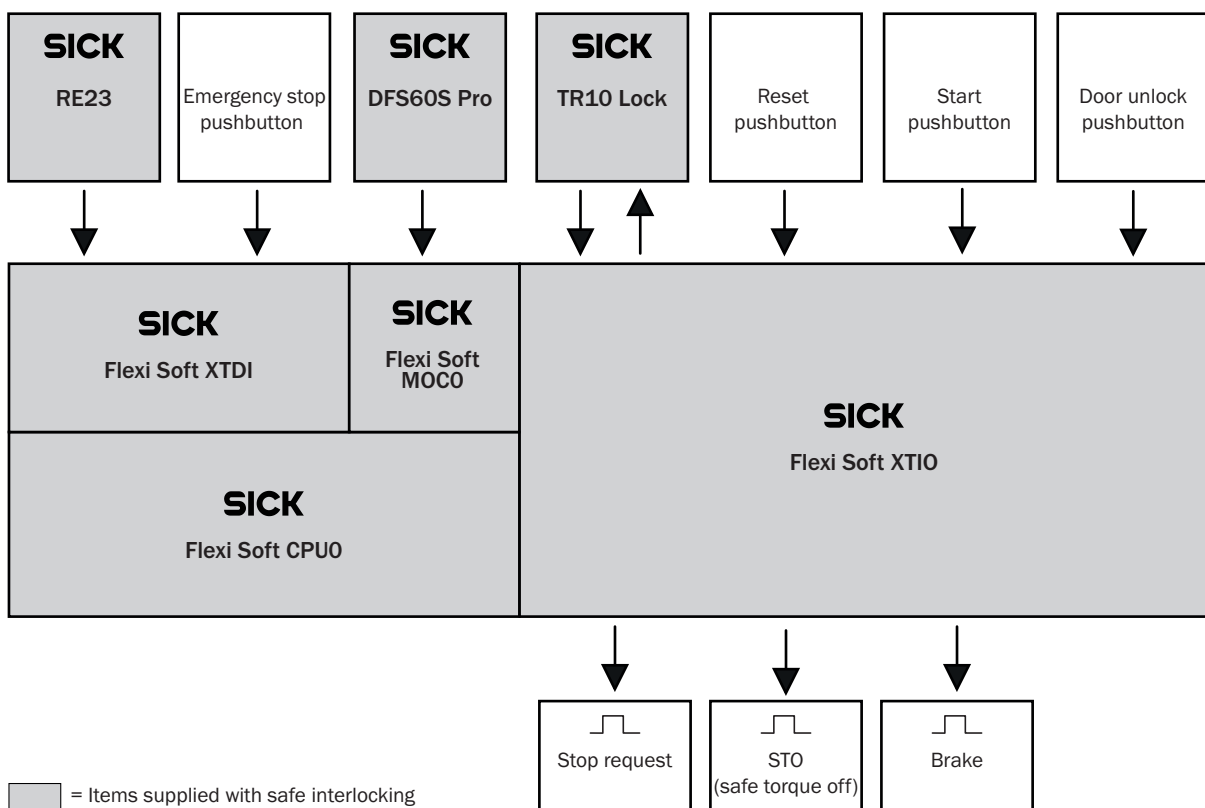 SICK
RE23
Emergency stop
pushbutton
SICK
DFS60S Pro
SICK
TR10 Lock
Reset
pushbutton
Start
pushbutton
Door unlock
pushbutton
SICK
Flexi Soft XTDI
SICK
Flexi Soft
MOC0
SICK
Flexi Soft XTIO
SICK
Flexi Soft CPU0
Stop request
STO
(safe torque off)
Brake
= Items supplied with safe interlocking